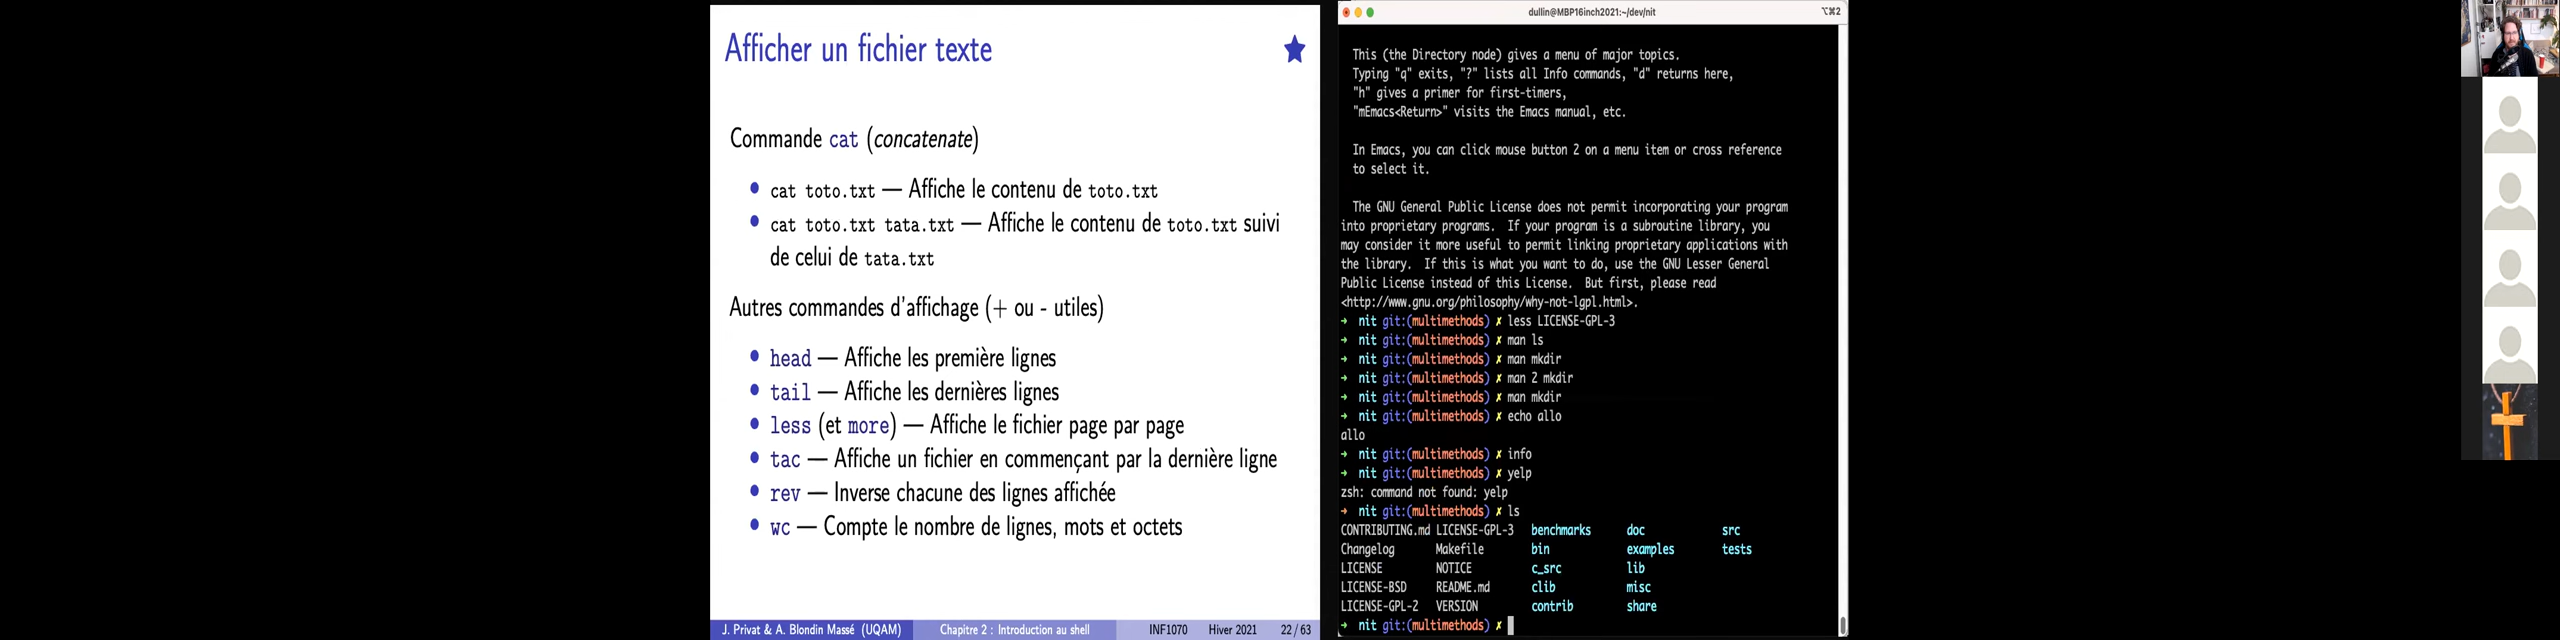 Afficher un fichier texte
Commande cat (concatenate)
cat toto.txt — Affiche le contenu de toto.txt
cat toto.txt tata.txt — Affiche le contenu de toto.txt suivi
de celui de tata.txt
Autres commandes d'affichage (+ ou - utiles)
head — Affiche les première lignes
tail — Affiche les dernières lignes
less (et more) — Affiche le fichier page par page
tac — Affiche un fichier en commençant par la dernière ligne
rev — Inverse chacune des lignes affichée
wc — Compte le nombre de lignes, mots et octets
J. Privat & A. Blondin Massé (UQAM) Chapitre 2 : Introduction au shell INF1070 Hiver 2021 22 / 63
dullin@MBP16inch2021:~/dev/nit ⌥⌘2
This (the Directory node) gives a menu of major topics.
Typing "q" exits, "?" lists all Info commands, "d" returns here,
"h" gives a primer for first-timers,
"mEmacs<Return>" visits the Emacs manual, etc.
In Emacs, you can click mouse button 2 on a menu item or cross reference
to select it.
The GNU General Public License does not permit incorporating your program
into proprietary programs.  If your program is a subroutine library, you
may consider it more useful to permit linking proprietary applications with
the library.  If this is what you want to do, use the GNU Lesser General
Public License instead of this License.  But first, please read
<http://www.gnu.org/philosophy/why-not-lgpl.html>.
➜ nit git:(multimethods) ✗ less LICENSE-GPL-3
➜ nit git:(multimethods) ✗ man ls
➜ nit git:(multimethods) ✗ man mkdir
➜ nit git:(multimethods) ✗ man 2 mkdir
➜ nit git:(multimethods) ✗ man mkdir
➜ nit git:(multimethods) ✗ echo allo
allo
➜ nit git:(multimethods) ✗ info
➜ nit git:(multimethods) ✗ yelp
zsh: command not found: yelp
➜ nit git:(multimethods) ✗ ls
CONTRIBUTING.md LICENSE-GPL-3 benchmarks doc src
Changelog Makefile bin examples tests
LICENSE NOTICE c_src lib
LICENSE-BSD README.md clib misc
LICENSE-GPL-2 VERSION contrib share
➜ nit git:(multimethods) ✗